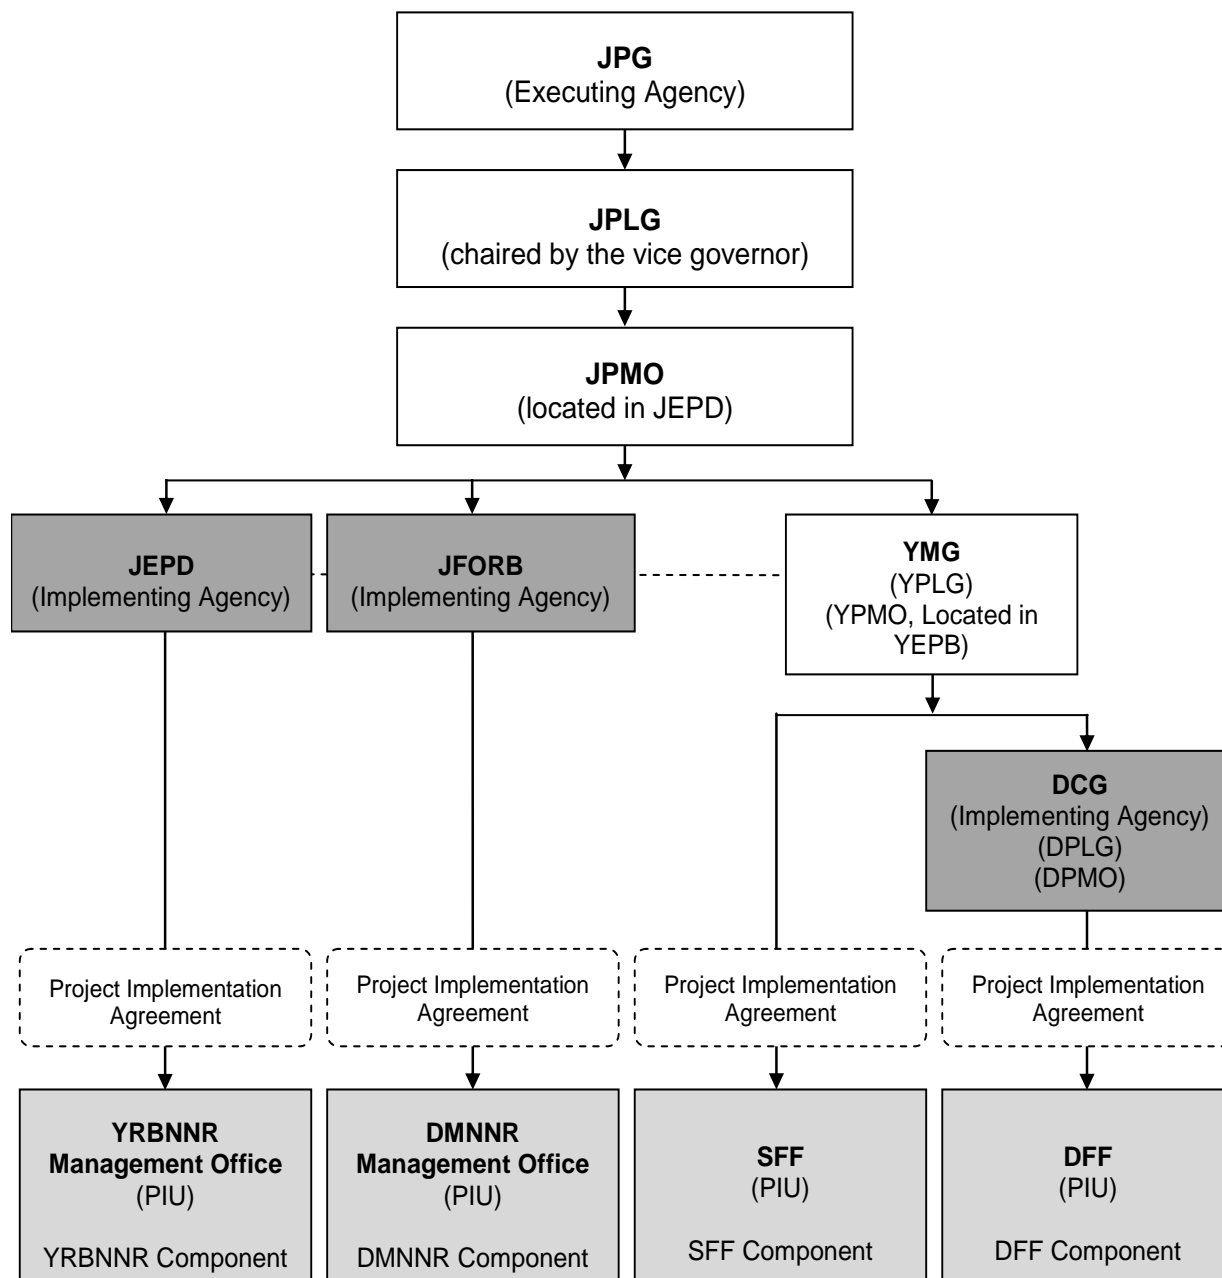 JPG
(Executing Agency)
JPLG
(chaired by the vice governor)
JPMO
(located in JEPD)
JEPD
(Implementing Agency)
JFORB
(Implementing Agency)
YMG
(YPLG)
(YPMO, Located in
YEPB)
DCG
(Implementing Agency)
(DPLG)
(DPMO)
Project Implementation
Agreement
Project Implementation
Agreement
Project Implementation
Agreement
Project Implementation
Agreement
YRBNNR
Management Office
(PIU)
YRBNNR Component
DMNNR
Management Office
(PIU)
DMNNR Component
SFF
(PIU)
SFF Component
DFF
(PIU)
DFF Component